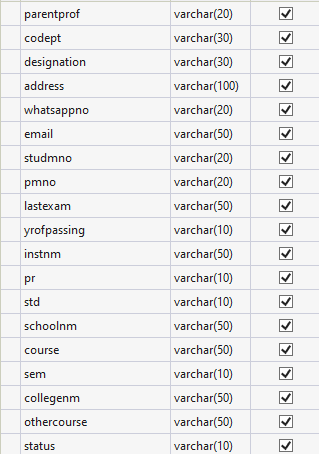 parentprof varchar(20)
codept varchar(30)
designation varchar(30)
address varchar(100)
whatsappno varchar(20)
email varchar(50)
studmno varchar(20)
pmno varchar(20)
lastexam varchar(50)
yrofpassing varchar(10)
instnm varchar(50)
pr varchar(10)
std varchar(10)
schoolnm varchar(50)
course varchar(50)
sem varchar(10)
collegenm varchar(50)
othercourse varchar(50)
status varchar(10)